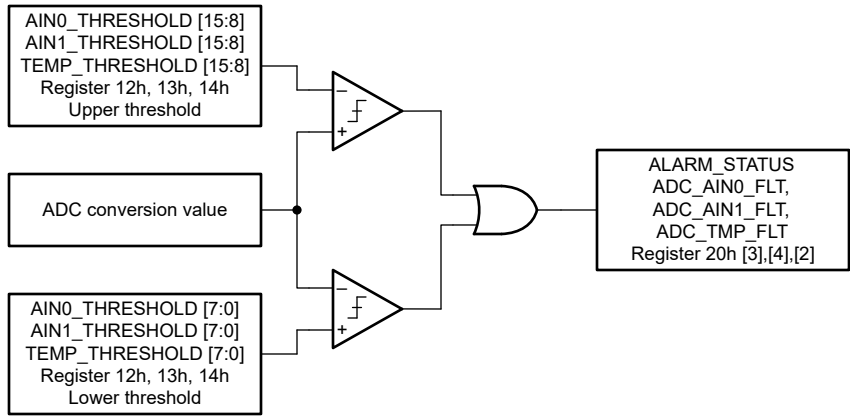 AIN0_THRESHOLD [15:8]
AIN1_THRESHOLD [15:8]
TEMP_THRESHOLD [15:8]
Register 12h, 13h, 14h
Upper threshold
−
+
ADC conversion value
ALARM_STATUS
ADC_AIN0_FLT,
ADC_AIN1_FLT,
ADC_TMP_FLT
Register 20h [3],[4],[2]
−
+
AIN0_THRESHOLD [7:0]
AIN1_THRESHOLD [7:0]
TEMP_THRESHOLD [7:0]
Register 12h, 13h, 14h
Lower threshold